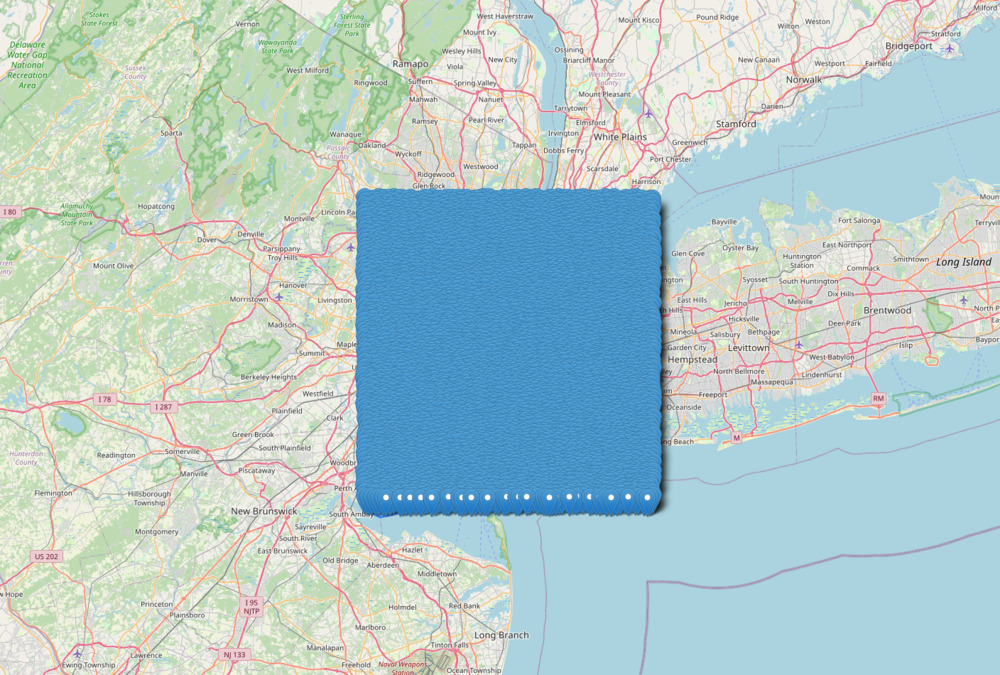 Stokes
State Forest
Vernon
Sterling
Forest State
Park
West Haverstraw
Mount Kisco
Pound Ridge
Weston
Milford
Mount Ivy
Wilton
Stratford
Delaware
Water Gap
National
Recreation
Area
Wawayanda
State Park
Wesley Hills
New City
Ossining
Briarcliff Manor
New Canaan
Westport
Fairfield
Bridgeport
Sussex
County
West Milford
Ringwood
Ramapo
Viola
Suffern
Spring Valley
Westchester
County
Norwalk
Mahwah
Nanuet
Mount Pleasant
Darien
Tarrytown
Sparta
Wanaque
Ramsey
Pearl River
Elmsford
Stamford
Oakland
Irvington
White Plains
Passaic
County
Wyckoff
Tappan
Dobbs Ferry
Greenwich
Port Chester
Westwood
Scarsdale
Ridgewood
Glen Rock
Harrison
I 80
Allamuchy
Mountain
State Park
Hopatcong
Lincoln Pa
Montville
Denville
Dover
Parsippany-
Troy Hills
Mount Olive
Hanover
Morristown
Livingston
Madison
Maple
Summit
Berkeley Heights
Bayville
Fort Salonga
Mount
Terryville
Glen Cove
Oyster Bay
East Northport
Huntington
Station
Smithtown
Commack
Long Island
Syosset
South Huntington
Dix Hills
East Hills
Jericho
Melville
Hicksville
Brentwood
Mineola
Salisbury
Bethpage
Deer Park
Garden City
Levittown
Islip
Bayport
Hempstead
West Babylon
North Bellmore
Lindenhurst
Massapequa
Freeport
Oceanside
RM
M
I 78
I 287
Westfield
Plainfield
Clark
Green Brook
South Plainfield
Hunterdon
County
Readington
Somerville
Woodbr
Piscataway
Perth A
Flemington
Hillsborough
Township
New Brunswick
South Amb
Sayreville
Montgomery
South River
East Brunswick
Hazlet
Old Bridge
Aberdeen
US 202
Middletown
I 95
NJTP
Princeton
Plainsboro
Holmdel
Red Bank
Marlboro
Long Branch
Manalapan
Tinton Falls
Lawrence
NJ 133
Ewing Township
Freehold
Naval Weapons
Station
Ocean Township